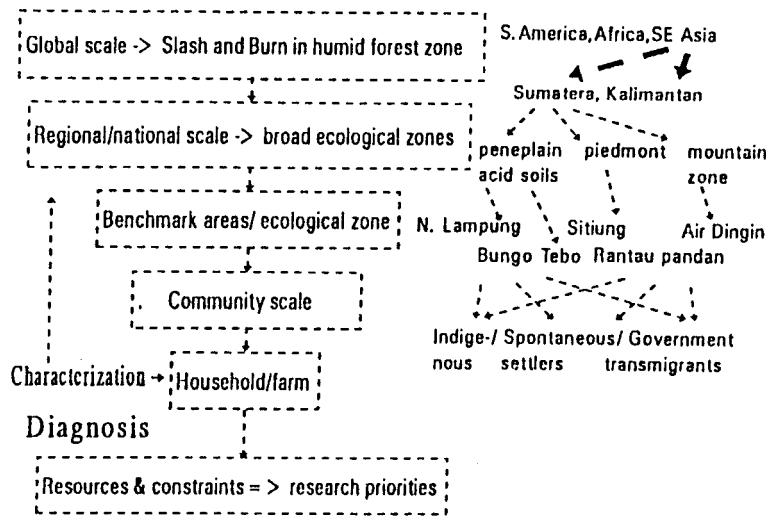 Global scale -> Slash and Burn in humid forest zone
Regional/national scale -> broad ecological zones
Benchmark areas/ ecological zone
Community scale
Characterization
Household/farm
Diagnosis
Resources & constraints = > research priorities
S. America, Africa, SE Asia
Sumatera, Kalimantan
peneplain piedmont mountain
acid soils zone
N. Lampung Sitiung Air Dingin
Bungo Tebo Rantau pandan
Indige-/ Spontaneous/ Government
nous settlers transmigrants